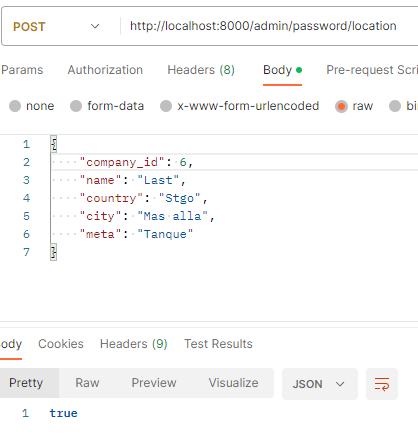 POST http://localhost:8000/admin/password/location
Params Authorization Headers (8) Body Pre-request Scri
none form-data x-www-form-urlencoded raw bi
1 {
2 "company_id": 6,
3 "name": "Last",
4 "country": "Stgo",
5 "city": "Mas alla",
6 "meta": "Tanque"
7 }
ody Cookies Headers (9) Test Results
Pretty Raw Preview Visualize JSON
1 true